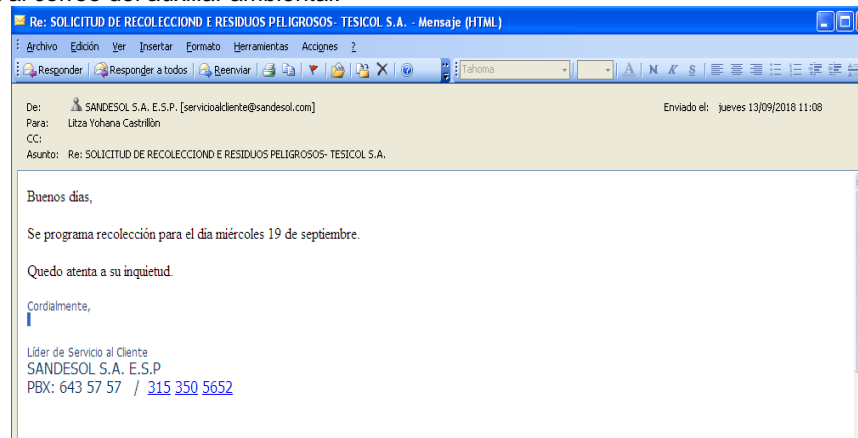 al correo del auxiliar ambiental.
Re: SOLICITUD DE RECOLECCIOND E RESIDUOS PELIGROSOS- TESICOL S.A. - Mensaje (HTML)
Archivo Edición Ver Insertar Formato Herramientas Acciones ?
Responder Responder a todos Reenviar Tahoma A N K S
De: SANDESOL S.A. E.S.P. [servicioalcliente@sandesol.com] Enviado el: jueves 13/09/2018 11:08
Para: Litza Yohana Castrillòn
CC:
Asunto: Re: SOLICITUD DE RECOLECCIOND E RESIDUOS PELIGROSOS- TESICOL S.A.
Buenos dias,
Se programa recolección para el dia miércoles 19 de septiembre.
Quedo atenta a su inquietud.
Cordialmente,
Líder de Servicio al Cliente
SANDESOL S.A. E.S.P
PBX: 643 57 57 / 315 350 5652